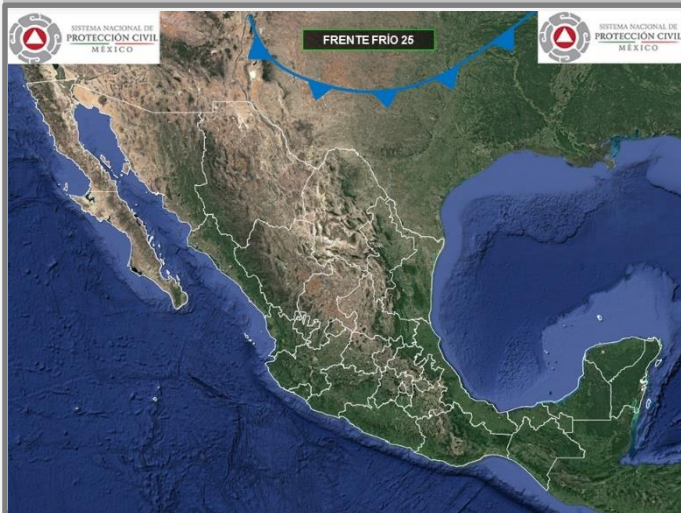 SISTEMA NACIONAL DE
PROTECCIÓN CIVIL
MÉXICO
FRENTE FRÍO 25
SISTEMA NACIONAL DE
PROTECCIÓN CIVIL
MÉXICO